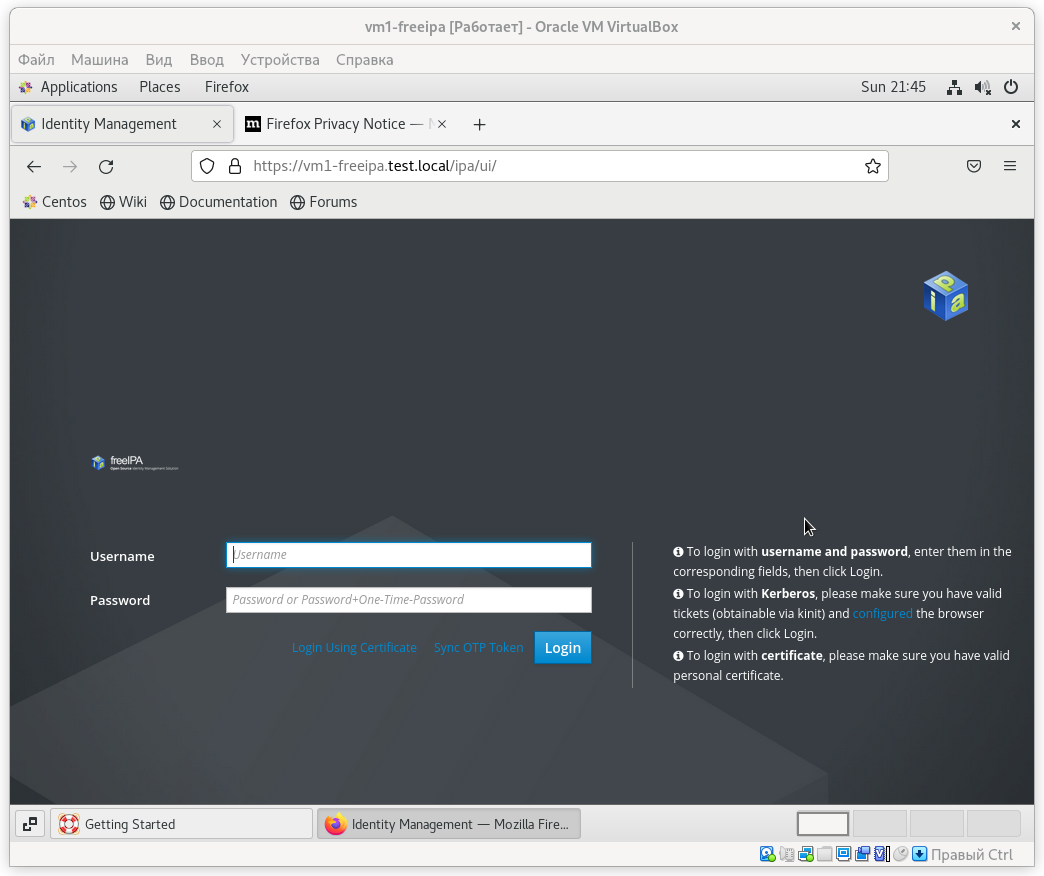 vm1-freeipa [Работает] - Oracle VM VirtualBox
Файл Машина Вид Ввод Устройства Справка
Applications Places Firefox Sun 21:45
Identity Management Firefox Privacy Notice —
https://vm1-freeipa.test.local/ipa/ui/
Centos Wiki Documentation Forums
freeIPA
Open Source Identity Management Solution
Username Username
Password Password or Password+One-Time-Password
Login Using Certificate Sync OTP Token Login
To login with username and password, enter them in the
corresponding fields, then click Login.
To login with Kerberos, please make sure you have valid
tickets (obtainable via kinit) and configured the browser
correctly, then click Login.
To login with certificate, please make sure you have valid
personal certificate.
Getting Started Identity Management — Mozilla Fire...
Правый Ctrl